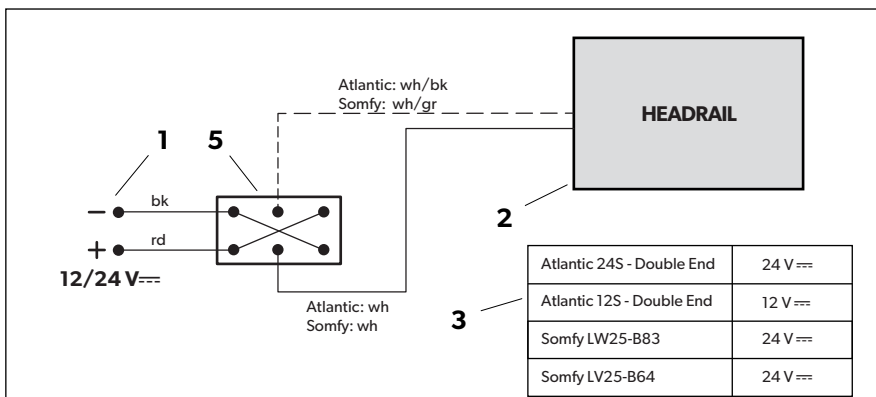 Atlantic: wh/bk
Somfy: wh/gr
HEADRAIL
1
5
bk
2
rd
12/24 V⎓
Atlantic: wh
Somfy: wh
3
Atlantic 24S - Double End 24 V⎓
Atlantic 12S - Double End 12 V⎓
Somfy LW25-B83 24 V⎓
Somfy LV25-B64 24 V⎓